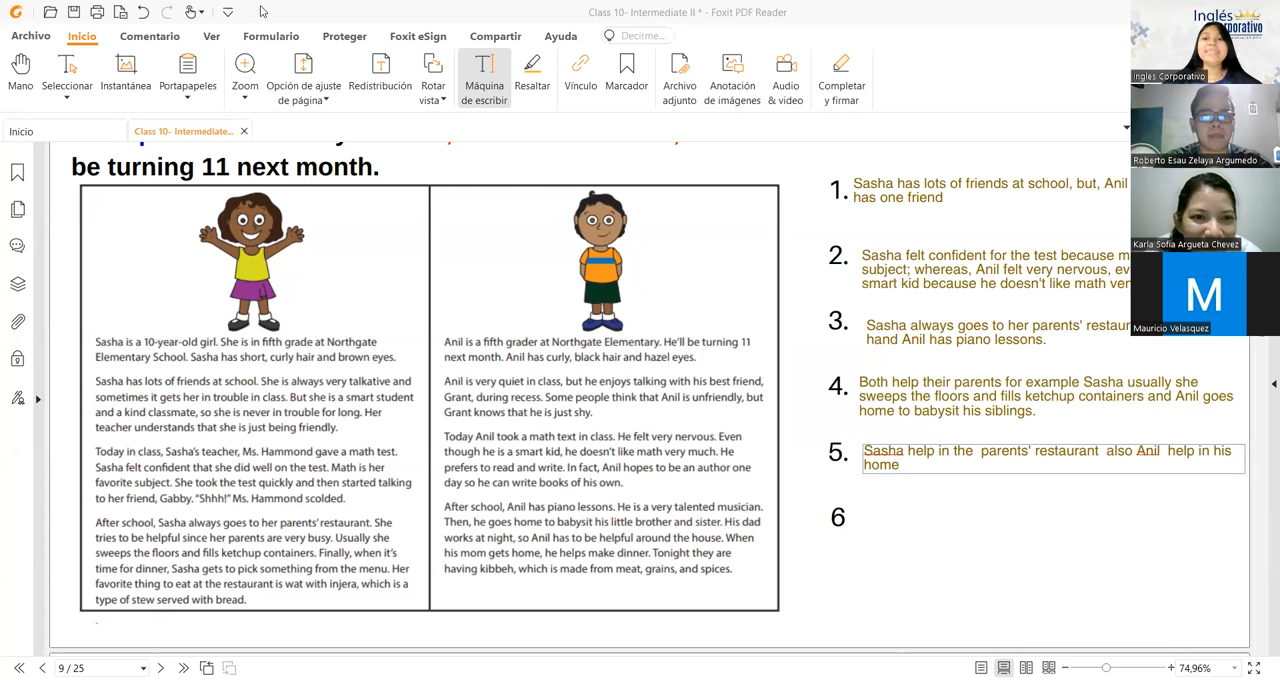 Class 10- Intermediate II * - Foxit PDF Reader
Archivo Inicio Comentario Ver Formulario Proteger Foxit eSign Compartir Ayuda Decirme...
Mano Seleccionar Instantánea Portapapeles Zoom Opción de ajuste de página Redistribución Rotar vista Máquina de escribir Resaltar Vínculo Marcador Archivo adjunto Anotación de imágenes Audio & video Completar y firmar
Inicio Class 10- Intermediate...
be turning 11 next month.
Sasha is a 10-year-old girl. She is in fifth grade at Northgate
Elementary School. Sasha has short, curly hair and brown eyes.
Sasha has lots of friends at school. She is always very talkative and
sometimes it gets her in trouble in class. But she is a smart student
and a kind classmate, so she is never in trouble for long. Her
teacher understands that she is just being friendly.
Today in class, Sasha's teacher, Ms. Hammond gave a math test.
Sasha felt confident that she did well on the test. Math is her
favorite subject. She took the test quickly and then started talking
to her friend, Gabby. "Shhh!" Ms. Hammond scolded.
After school, Sasha always goes to her parents' restaurant. She
tries to be helpful since her parents are very busy. Usually she
sweeps the floors and fills ketchup containers. Finally, when it's
time for dinner, Sasha gets to pick something from the menu. Her
favorite thing to eat at the restaurant is wat with injera, which is a
type of stew served with bread.
Anil is a fifth grader at Northgate Elementary. He'll be turning 11
next month. Anil has curly, black hair and hazel eyes.
Anil is very quiet in class, but he enjoys talking with his best friend,
Grant, during recess. Some people think that Anil is unfriendly, but
Grant knows that he is just shy.
Today Anil took a math text in class. He felt very nervous. Even
though he is a smart kid, he doesn't like math very much. He
prefers to read and write. In fact, Anil hopes to be an author one
day so he can write books of his own.
After school, Anil has piano lessons. He is a very talented musician.
Then, he goes home to babysit his little brother and sister. His dad
works at night, so Anil has to be helpful around the house. When
his mom gets home, he helps make dinner. Tonight they are
having kibbeh, which is made from meat, grains, and spices.
1. Sasha has lots of friends at school, but, Anil
has one friend
2. Sasha felt confident for the test because m
subject; whereas, Anil felt very nervous, ev
smart kid because he doesn't like math ver
3. Sasha always goes to her parents' restaur
hand Anil has piano lessons.
4. Both help their parents for example Sasha usually she
sweeps the floors and fills ketchup containers and Anil goes
home to babysit his siblings.
5. Sasha help in the parents' restaurant also Anil help in his
home
6
Inglés
Ingles Corporativo
Roberto Esau Zelaya Argumedo
Karla Sofía Argueta Chevez
M
Mauricio Velasquez
9 / 25
74,96%